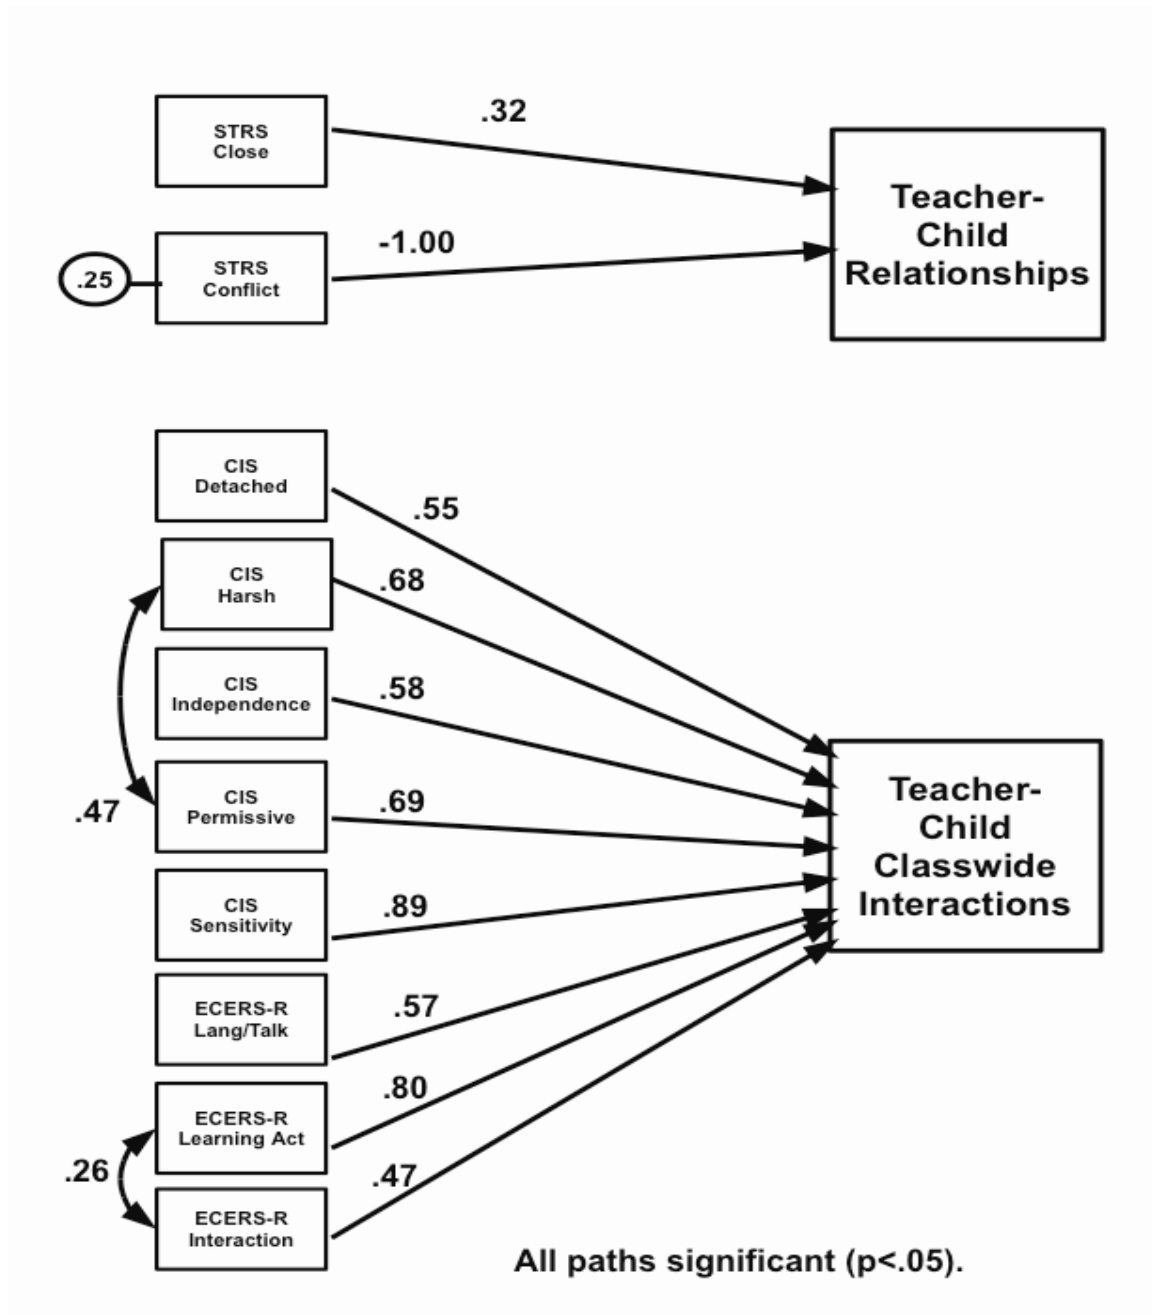 .32
STRS
Close
Teacher-
Child
Relationships
-1.00
.25
STRS
Conflict
CIS
Detached
.55
CIS
Harsh
.68
CIS
Independence
.58
.47
CIS
Permissive
.69
Teacher-
Child
Classwide
Interactions
CIS
Sensitivity
.89
ECERS-R
Lang/Talk
.57
ECERS-R
Learning Act
.80
.26
ECERS-R
Interaction
.47
All paths significant (p<.05).